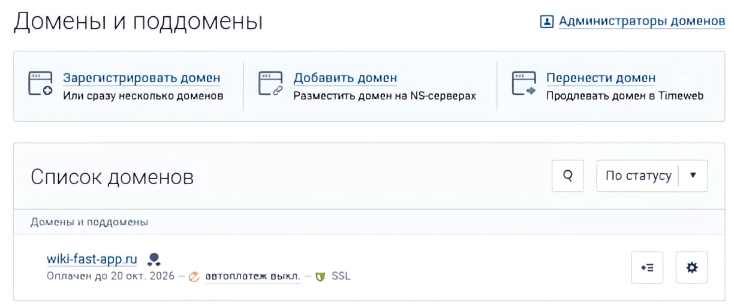 Домены и поддомены
Администраторы доменов
Зарегистрировать домен
Или сразу несколько доменов
Добавить домен
Разместить домен на NS-серверах
Перенести домен
Продлевать домен в Timeweb
Список доменов
По статусу
Домены и поддомены
wiki-fast-app.ru
Оплачен до 20 окт. 2026 – автоплатеж выкл. – SSL